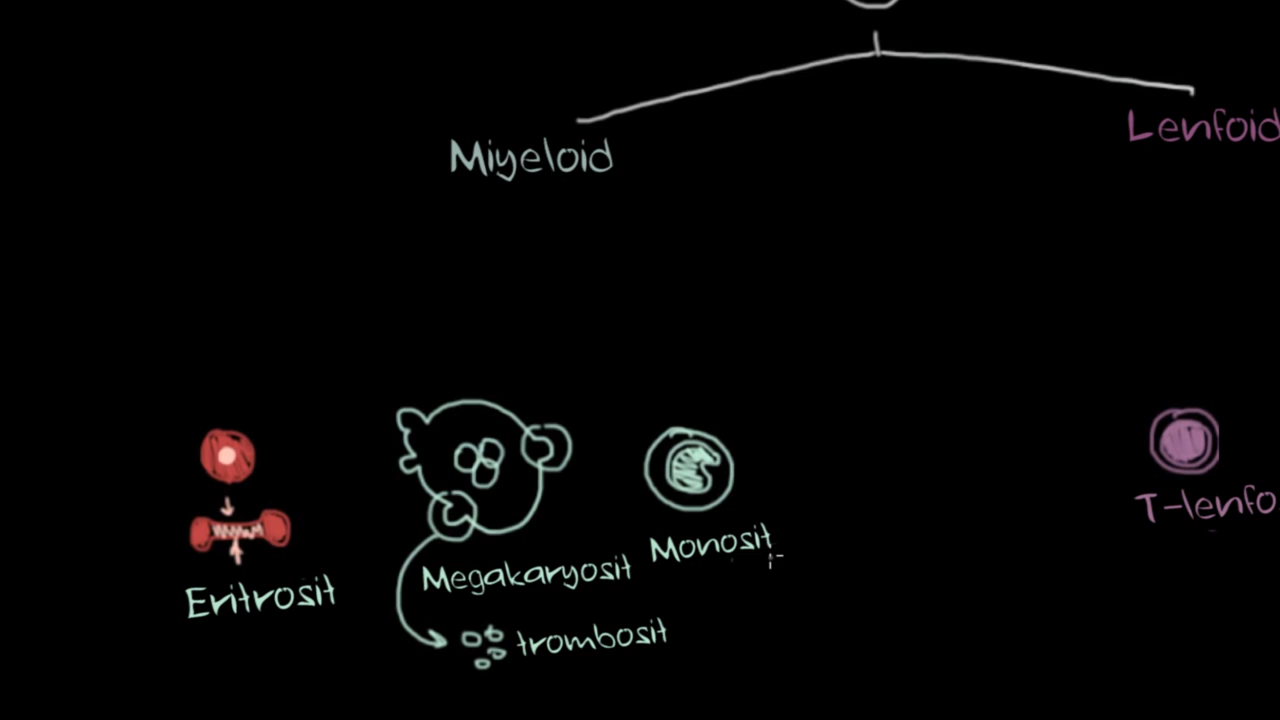 Miyeloid
Lenfoid
Eritrosit
Megakaryosit
Monosit
trombosit
T-lenfo